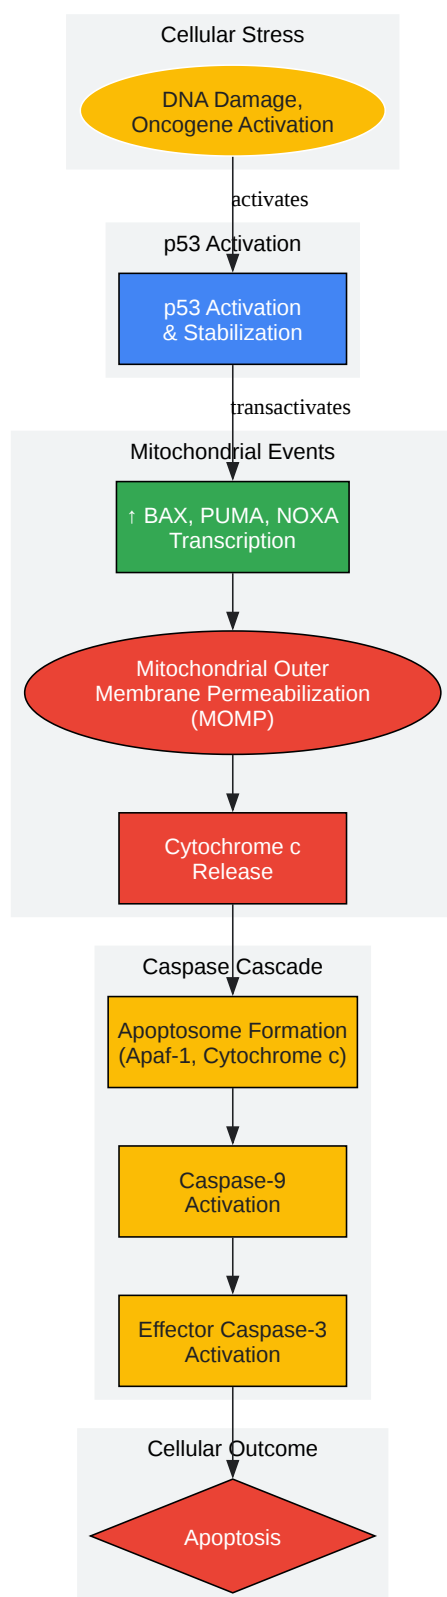 Cellular Stress
DNA Damage,
Oncogene Activation
activates
p53 Activation
p53 Activation
& Stabilization
transactivates
Mitochondrial Events
↑ BAX, PUMA, NOXA
Transcription
Mitochondrial Outer
Membrane Permeabilization
(MOMP)
Cytochrome c
Release
Caspase Cascade
Apoptosome Formation
(Apaf-1, Cytochrome c)
Caspase-9
Activation
Effector Caspase-3
Activation
Cellular Outcome
Apoptosis